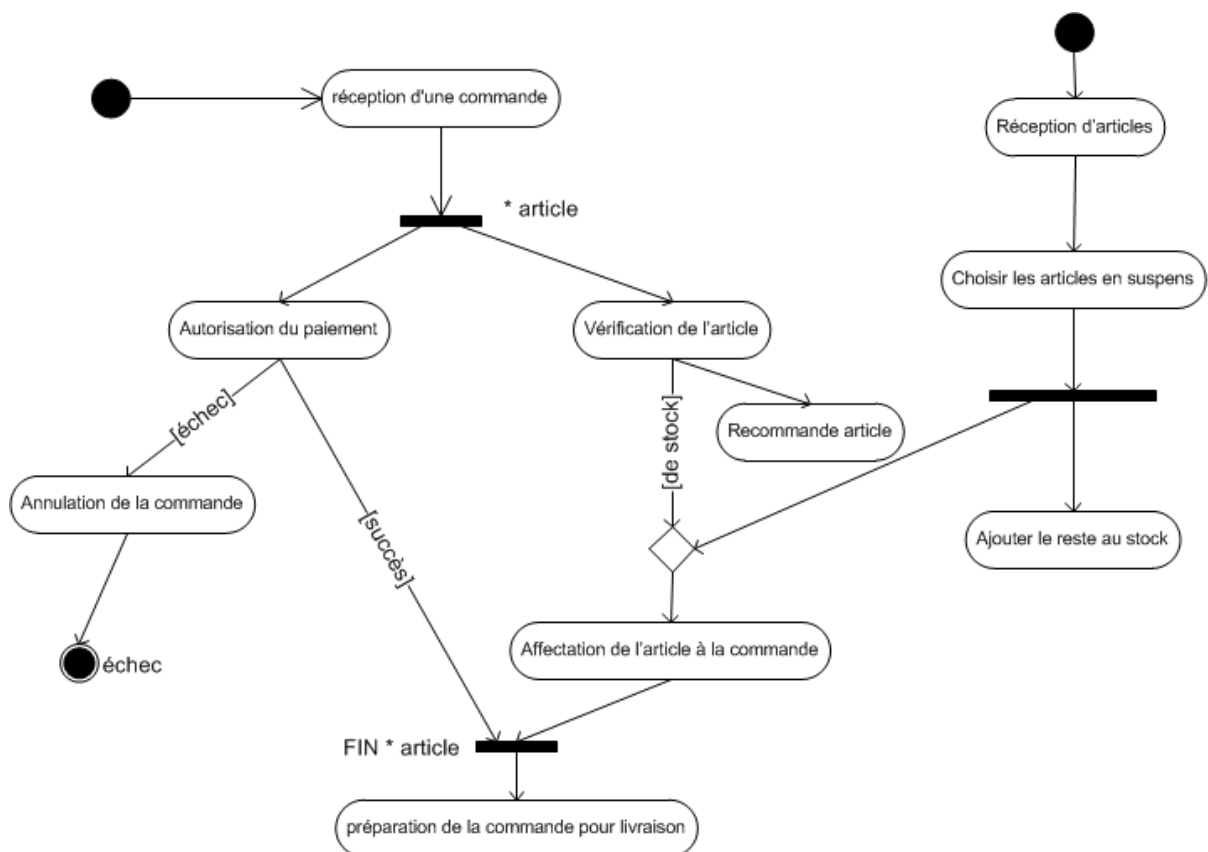 réception d'une commande
Réception d'articles
* article
Choisir les articles en suspens
Autorisation du paiement
Vérification de l'article
[échec]
[de stock]
Recommande article
Annulation de la commande
[succès]
Ajouter le reste au stock
Affectation de l'article à la commande
échec
FIN * article
préparation de la commande pour livraison